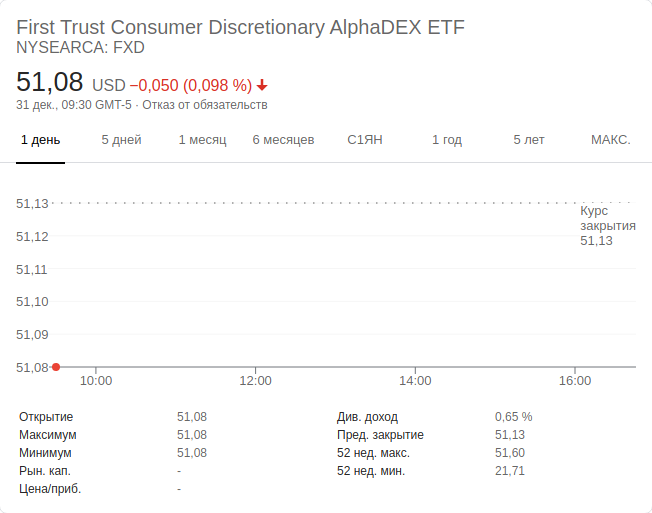 First Trust Consumer Discretionary AlphaDEX ETF
NYSEARCA: FXD
51,08 USD −0,050 (0,098 %)
31 дек., 09:30 GMT-5 · Отказ от обязательств
1 день 5 дней 1 месяц 6 месяцев С1ЯН 1 год 5 лет МАКС.
51,13
Курс
закрытия
51,13
51,12
51,11
51,10
51,09
51,08
10:00 12:00 14:00 16:00
Открытие 51,08 Див. доход 0,65 %
Максимум 51,08 Пред. закрытие 51,13
Минимум 51,08 52 нед. макс. 51,60
Рын. кап. - 52 нед. мин. 21,71
Цена/приб. -